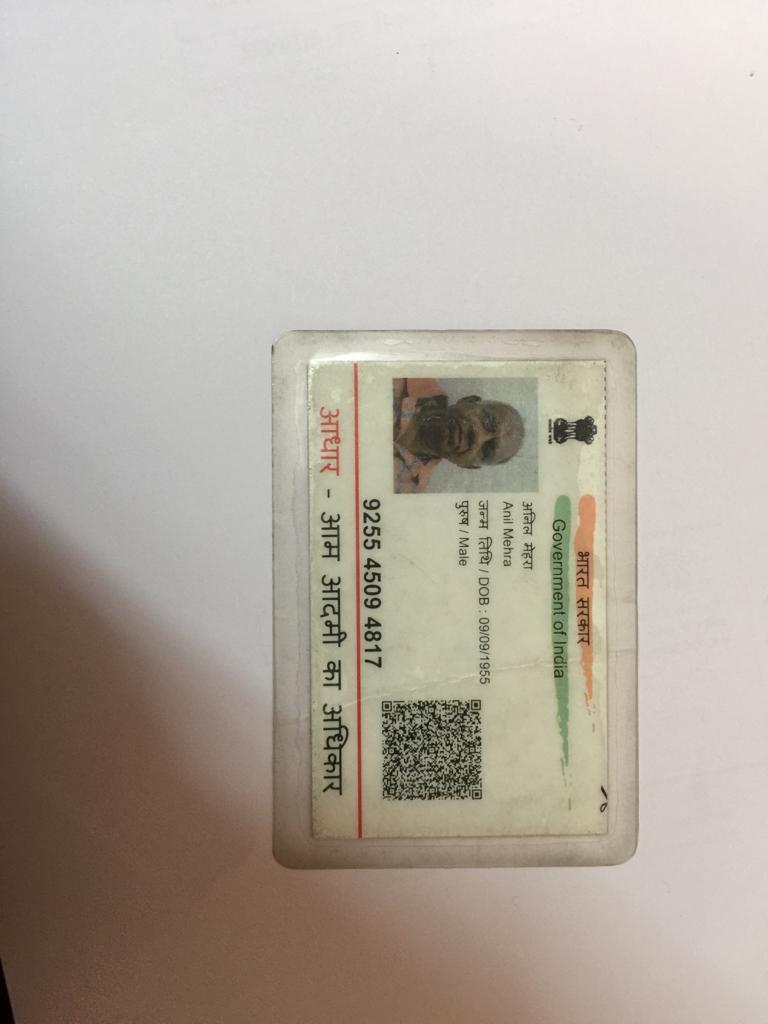 भारत सरकार
Government of India
अनिल मेहरा
Anil Mehra
जन्म तिथि / DOB : 09/09/1955
पुरुष / Male
9255 4509 4817
आधार - आम आदमी का अधिकार